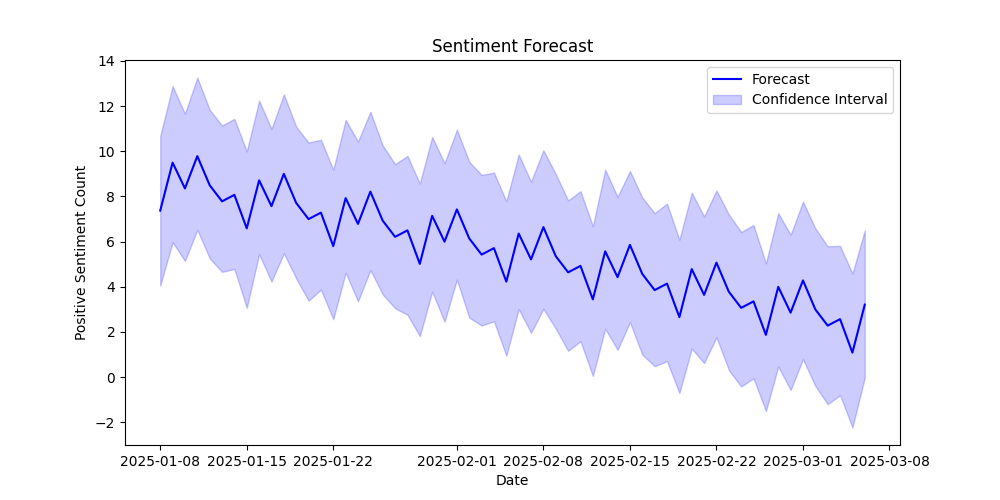 Sentiment Forecast
Forecast
Confidence Interval
Positive Sentiment Count
14
12
10
8
6
4
2
0
−2
2025-01-08 2025-01-15 2025-01-22 2025-02-01 2025-02-08 2025-02-15 2025-02-22 2025-03-01 2025-03-08
Date